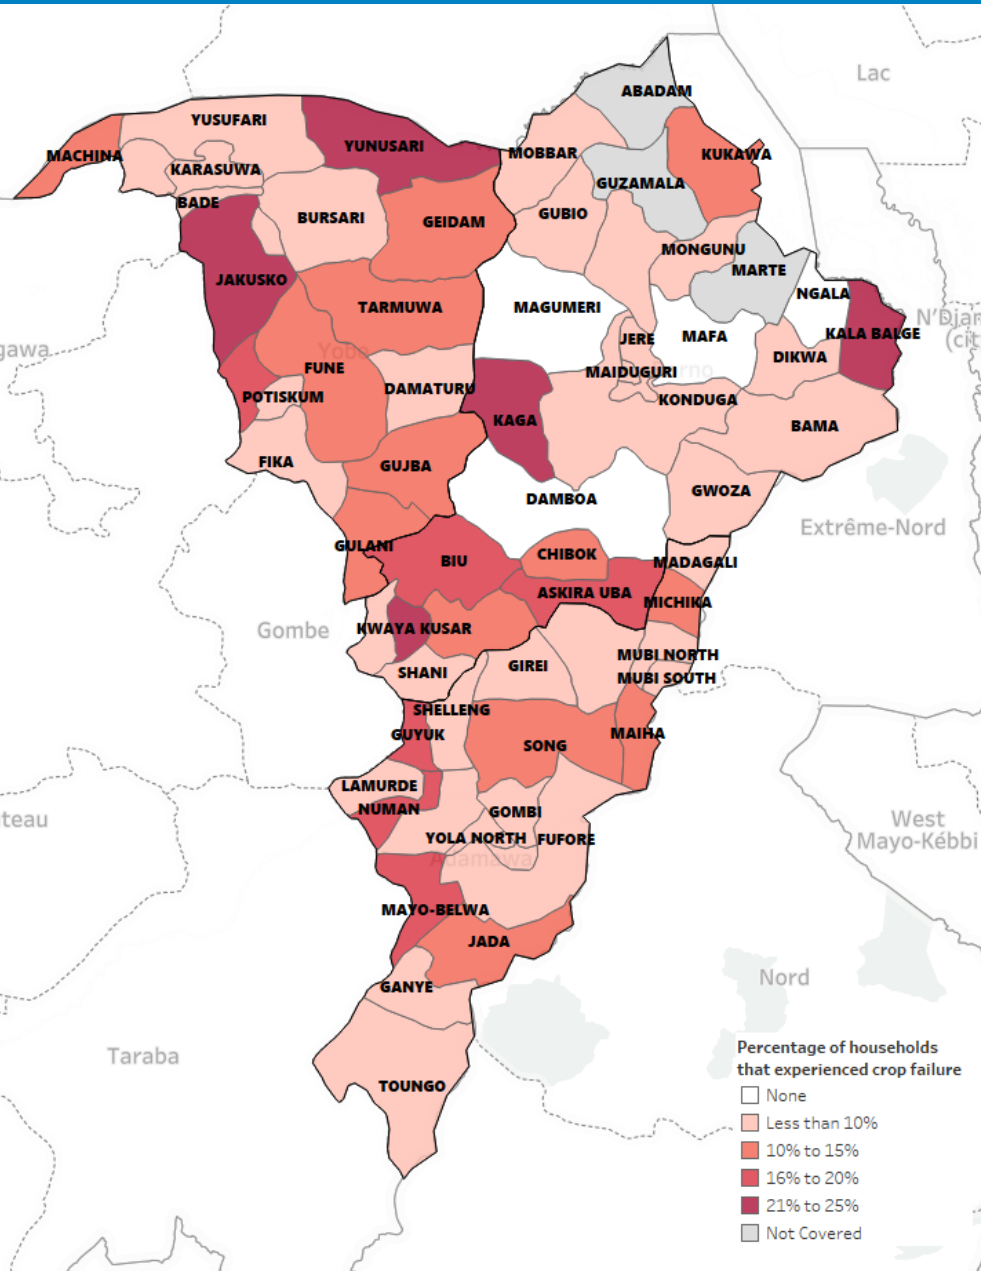 Lac
ABADAM
YUSUFARI
YUNUSARI
MACHINA
MOBBAR
KUKAWA
KARASUWA
GUZAMALA
BADE
BURSARI
GEIDAM
GUBIO
MONGUNU
MARTE
JAKUSKO
NGALA
TARMUWA
MAGUMERI
MAFA
N'Djar
(cit
KALA BALGE
JERE
gawa
Yobe
DIKWA
FUNE
MAIDUGURI
orno
DAMATURU
POTISKUM
KONDUGA
KAGA
BAMA
FIKA
GUJBA
GWOZA
DAMBOA
Extrême-Nord
GULANI
BIU
CHIBOK
MADAGALI
ASKIRA UBA
MICHIKA
Gombe
KWAYA KUSAR
MUBI NORTH
GIREI
SHANI
MUBI SOUTH
SHELLENG
GUYUK
MAIHA
SONG
LAMURDE
NUMAN
GOMBI
ateau
West
Mayo-Kébbi
YOLA NORTH
FUFORE
Adamawa
MAYO-BELWA
JADA
Nord
GANYE
Taraba
TOUNGO
Percentage of households
that experienced crop failure
None
Less than 10%
10% to 15%
16% to 20%
21% to 25%
Not Covered